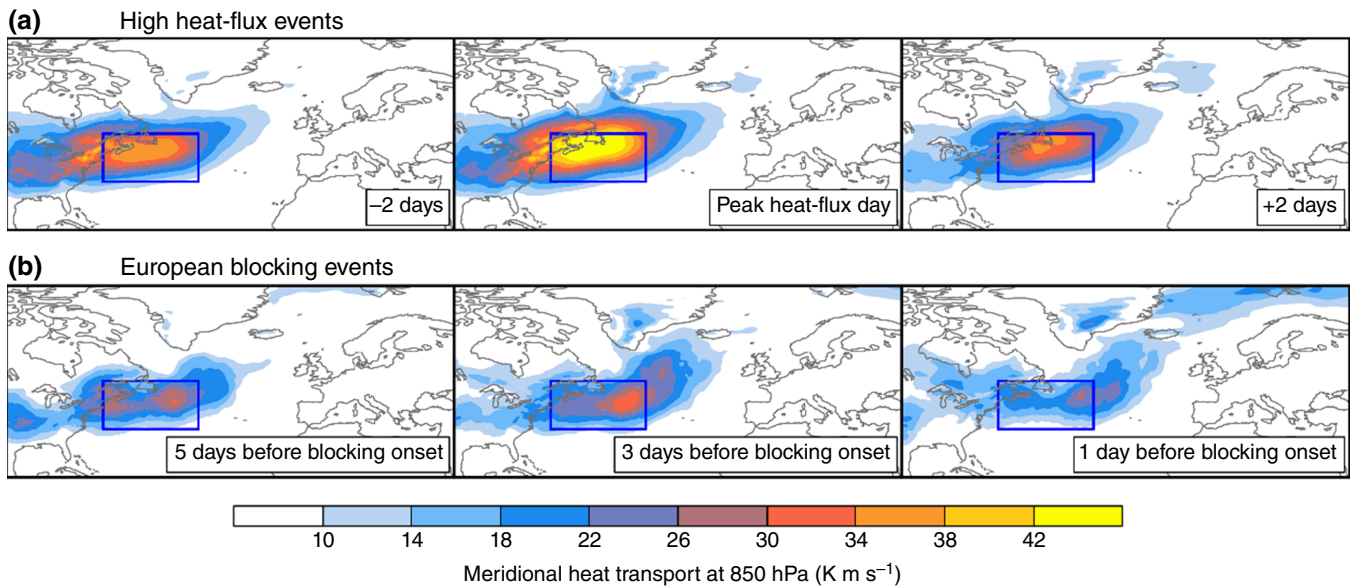 (a) High heat-flux events
−2 days
Peak heat-flux day
+2 days
(b) European blocking events
5 days before blocking onset
3 days before blocking onset
1 day before blocking onset
10 14 18 22 26 30 34 38 42
Meridional heat transport at 850 hPa (K m s⁻¹)